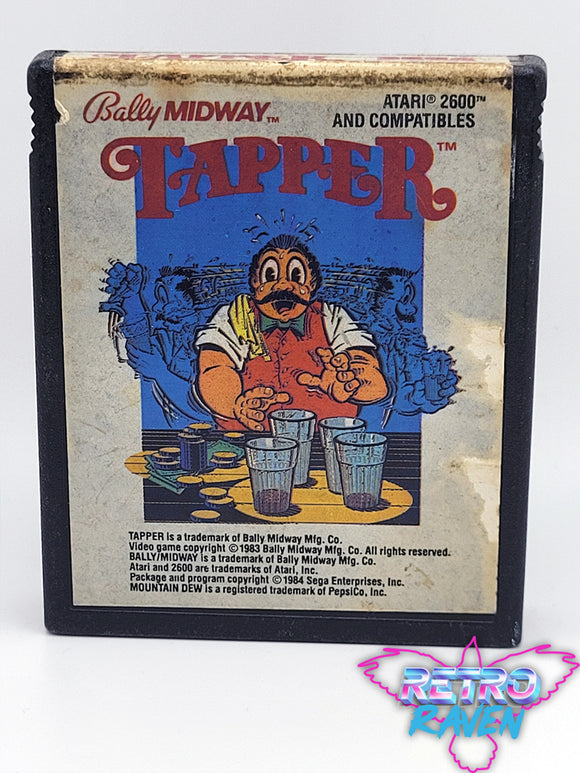 Bally MIDWAY™
ATARI® 2600™
AND COMPATIBLES
TAPPER™
TAPPER is a trademark of Bally Midway Mfg. Co.
Video game copyright ©1983 Bally Midway Mfg. Co. All rights reserved.
BALLY/MIDWAY is a trademark of Bally Midway Mfg. Co.
Atari and 2600 are trademarks of Atari, Inc.
Package and program copyright ©1984 Sega Enterprises, Inc.
MOUNTAIN DEW is a registered trademark of PepsiCo, Inc.
RETRO
RAVEN